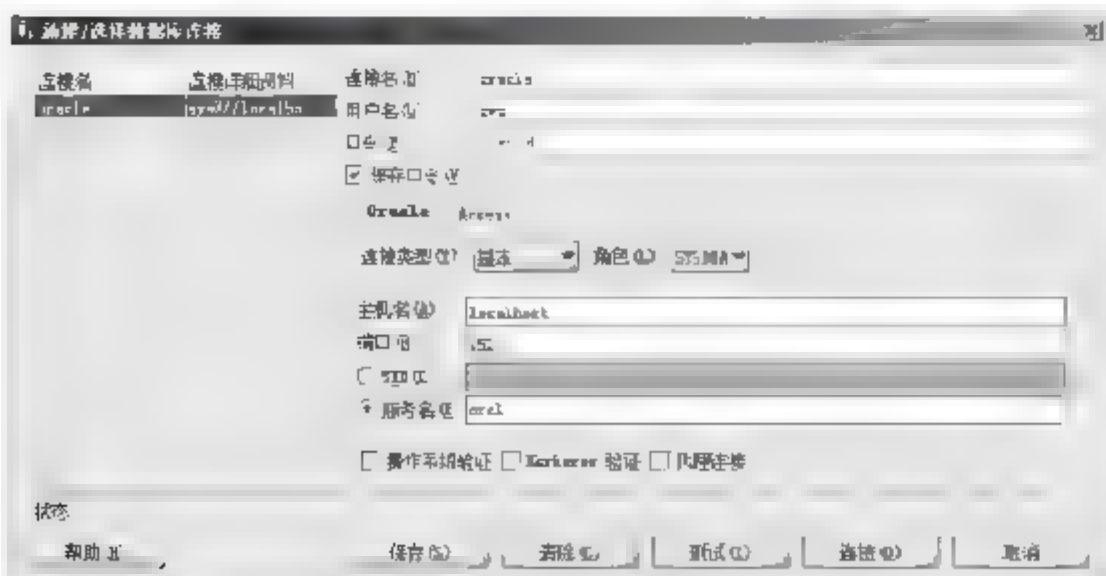 新建/选择数据库连接
连接名 连接详细资料
oracle sys@//localho
连接名(N) oracle
用户名(U) sys
口令(P)
保存口令(V)
Oracle Access
连接类型(Y) 基本 角色(L) SYSDBA
主机名(A) localhost
端口(R)
SID(I)
服务名(E) orcl
操作系统验证 Kerberos 验证 代理连接
状态
帮助(H) 保存(S) 清除(C) 测试(T) 连接(O) 取消